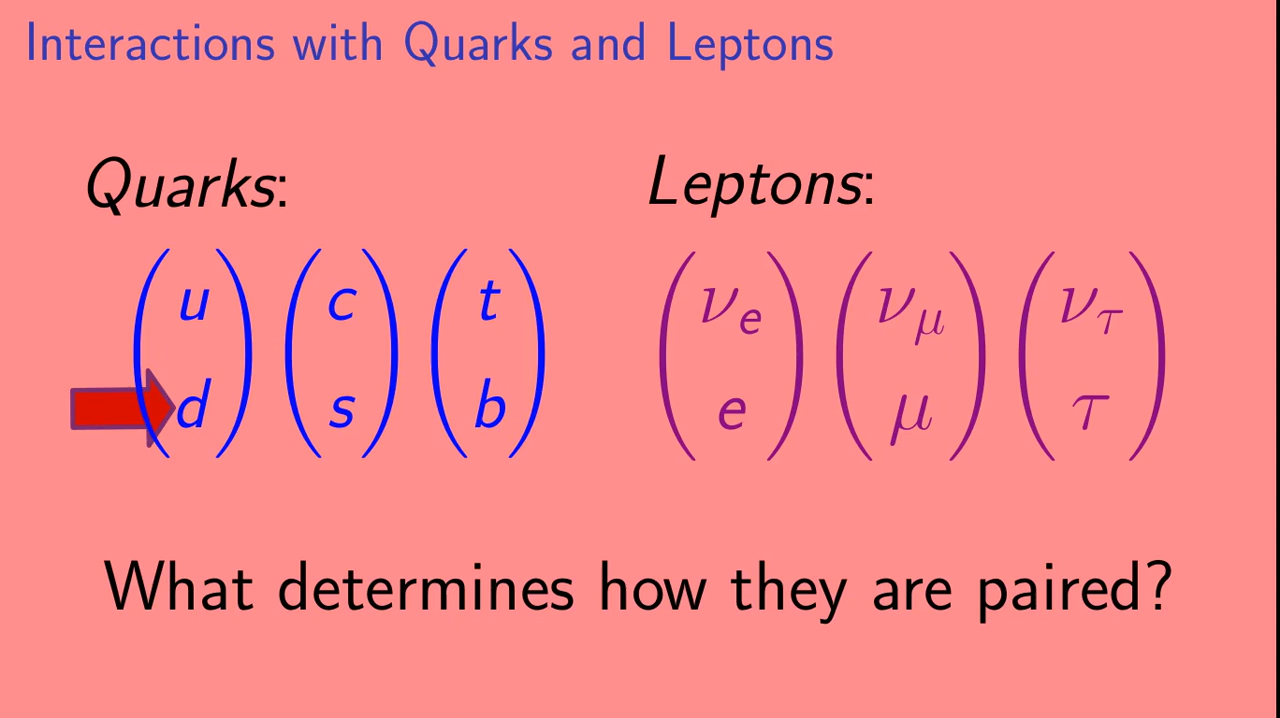 Interactions with Quarks and Leptons
Quarks:
Leptons:
u c t
d s b
ν_e ν_μ ν_τ
e μ τ
What determines how they are paired?